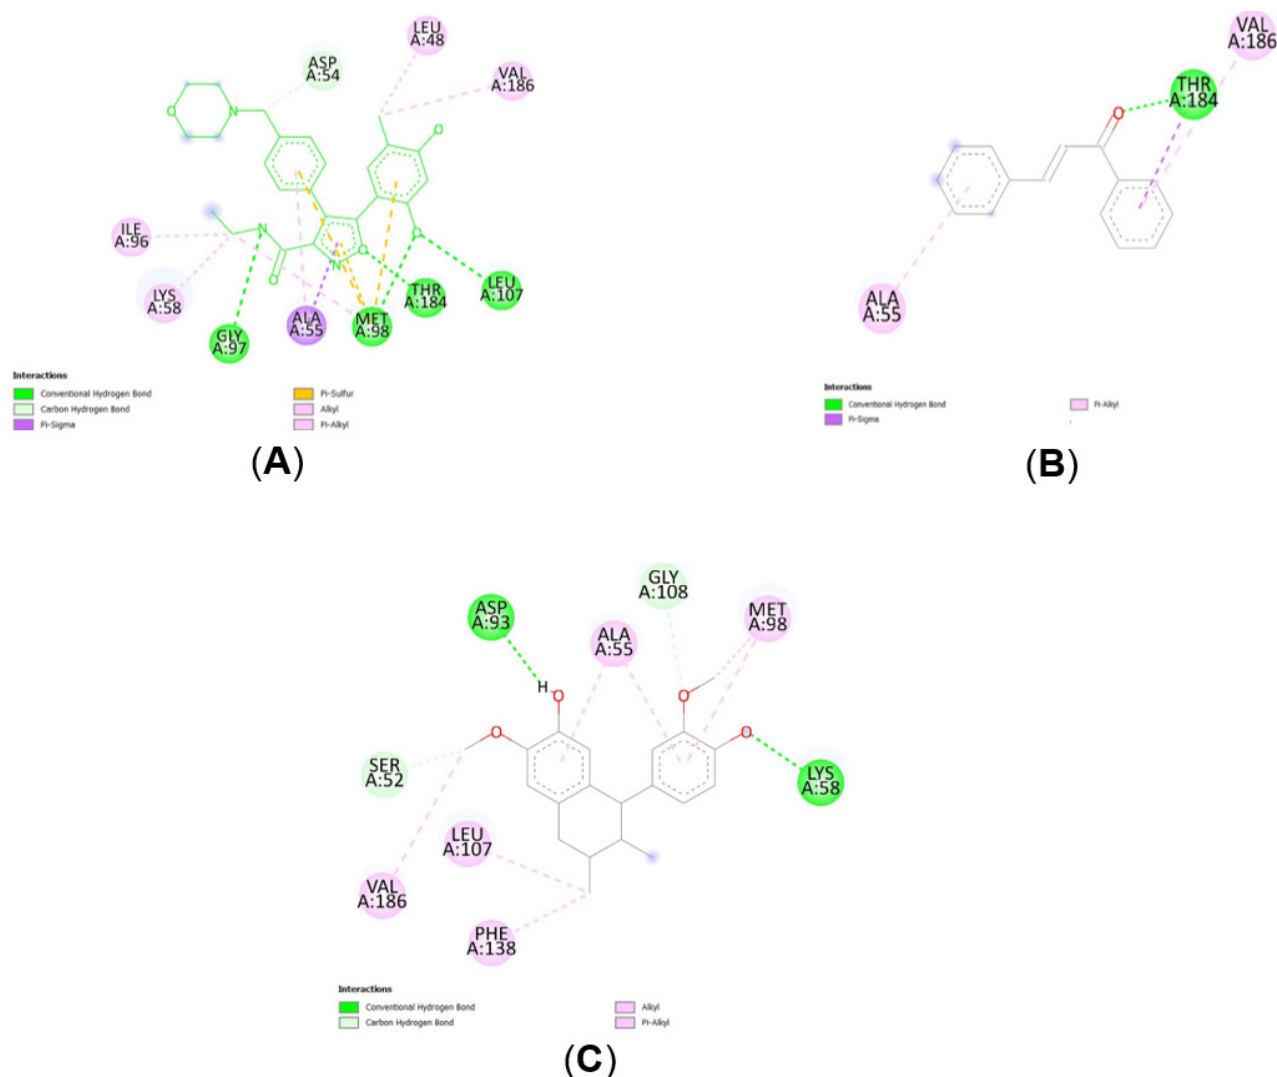 LEU
A:48
ASP
A:54
VAL
A:186
O
N
O
ILE
A:96
N
O
LYS
A:58
O
O
N
THR
A:184
LEU
A:107
GLY
A:97
ALA
A:55
MET
A:98
Interactions
Conventional Hydrogen Bond
Carbon Hydrogen Bond
Pi-Sigma
Pi-Sulfur
Alkyl
Pi-Alkyl
(A)
VAL
A:186
THR
A:184
O
ALA
A:55
Interactions
Conventional Hydrogen Bond
Pi-Sigma
Pi-Alkyl
(B)
GLY
A:108
ASP
A:93
MET
A:98
ALA
A:55
H
O
O
O
O
SER
A:52
LYS
A:58
LEU
A:107
VAL
A:186
PHE
A:138
Interactions
Conventional Hydrogen Bond
Carbon Hydrogen Bond
Alkyl
Pi-Alkyl
(C)